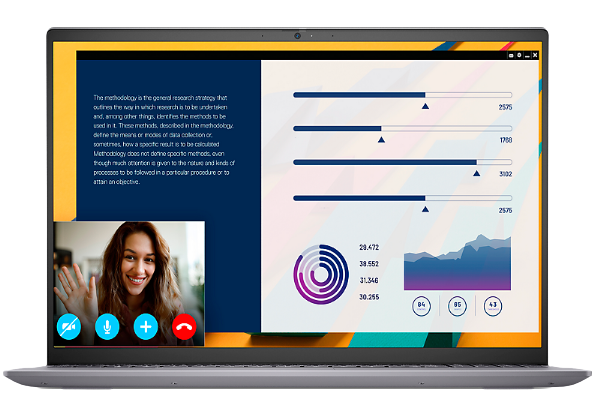 The methodology is the general research strategy that
outlines the way in which research is to be undertaken
and, among other things, identifies the methods to be
used in it. These methods, described in the methodology,
define the means or modes of data collection or,
sometimes, how a specific result is to be calculated
Methodology does not define specific methods, even
though much attention is given to the nature and kinds of
processes to be followed in a particular procedure or to
attain an objective.
2575
1768
3102
2575
28.472
38.552
31.346
30.255
94
85
43